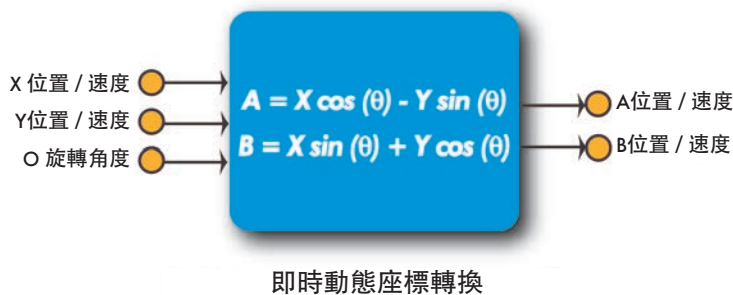 X 位置 / 速度
Y位置 / 速度
O 旋轉角度
A = X cos (θ) - Y sin (θ)
B = X sin (θ) + Y cos (θ)
A位置 / 速度
B位置 / 速度
即時動態座標轉換